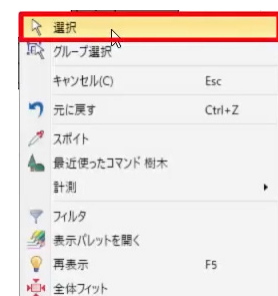 選択
グループ選択
キャンセル(C) Esc
元に戻す Ctrl+Z
スポイト
最近使ったコマンド 樹木
計測
フィルタ
表示パレットを開く
再表示 F5
全体フィット